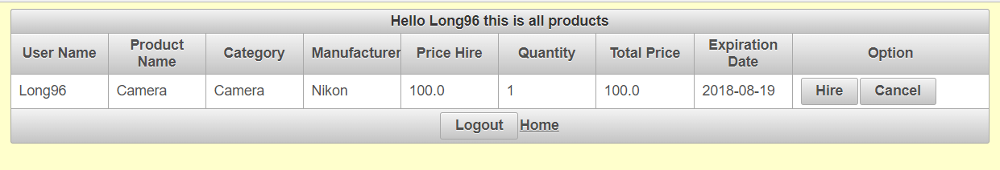 Hello Long96 this is all products
User Name Product Name Category Manufacturer Price Hire Quantity Total Price Expiration Date Option
Long96 Camera Camera Nikon 100.0 1 100.0 2018-08-19 Hire Cancel
Logout Home